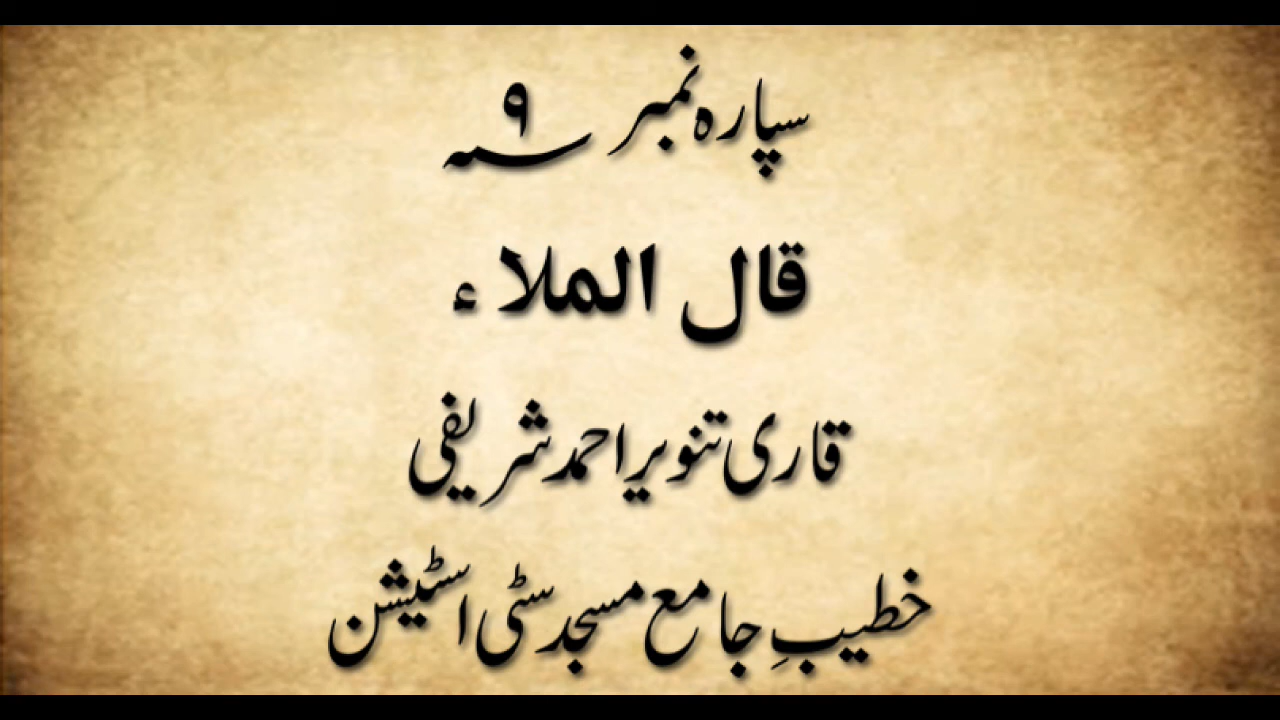 سپارہ نمبر ۹
قال الملاء
قاری تنویر احمد شریفی
خطیبِ جامع مسجد سٹی اسٹیشن